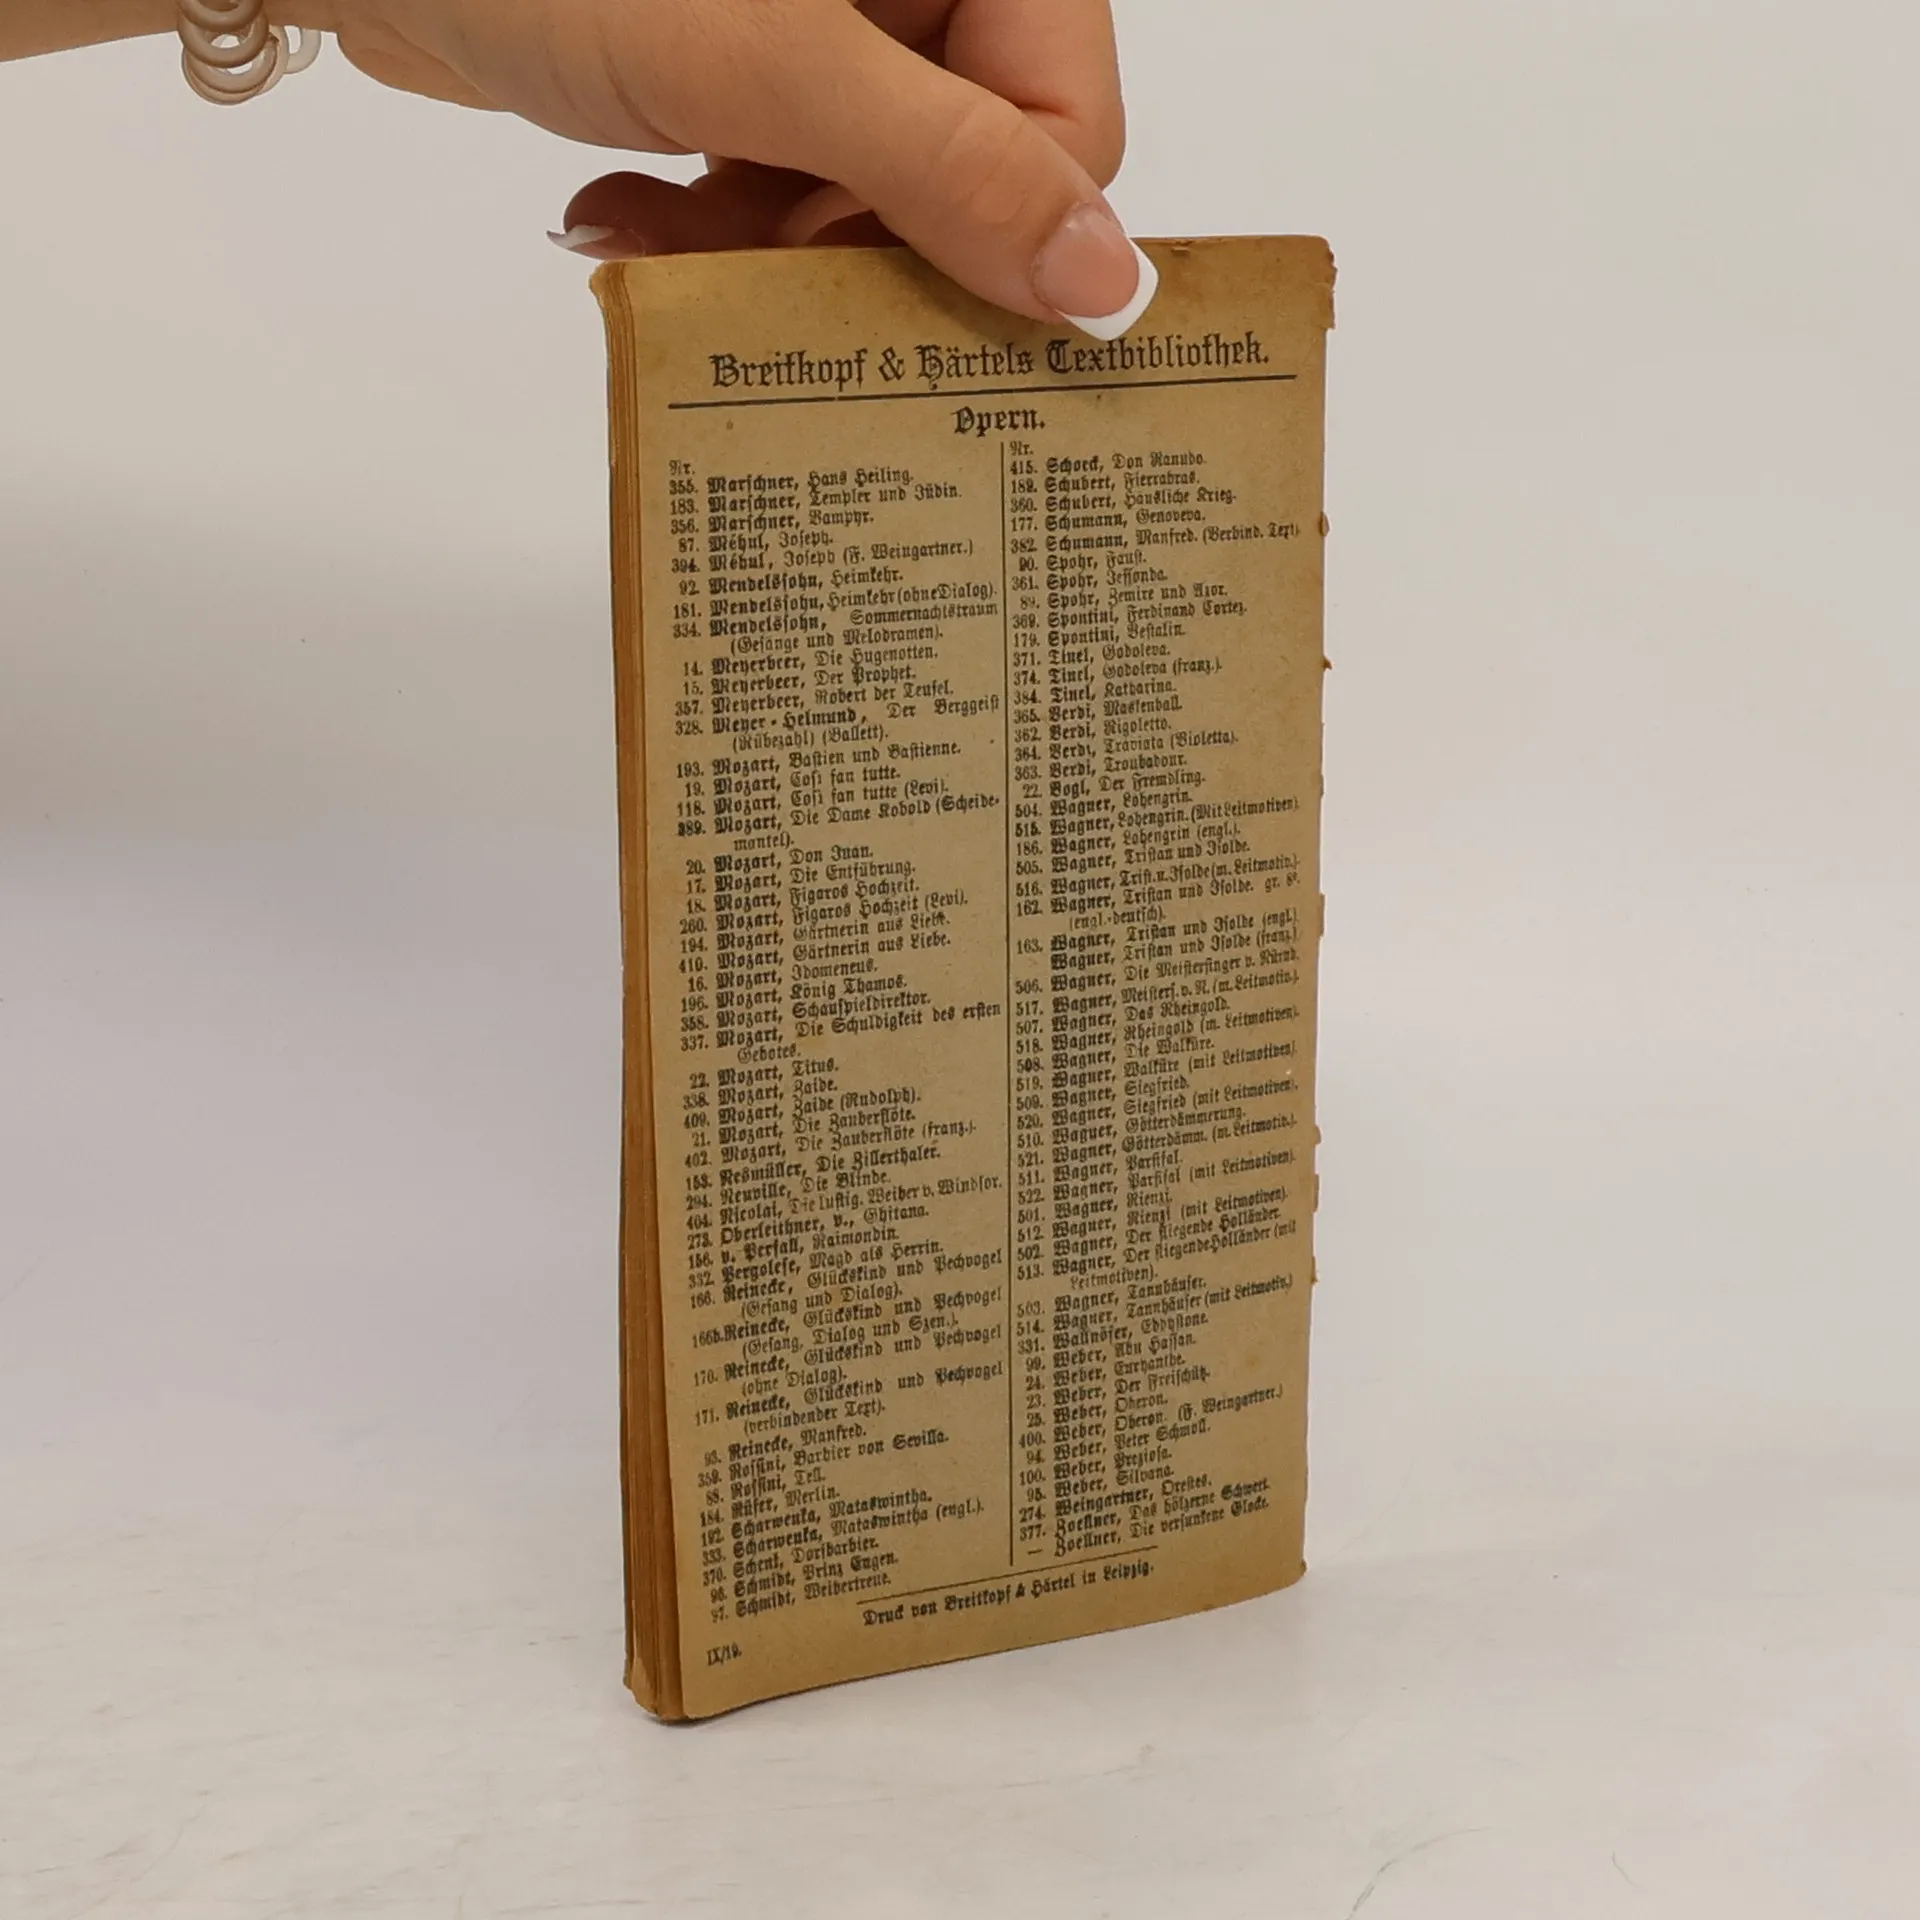 Breitkopf & Härtels Textbibliothek.
Opern.
Nr.
355. Marschner, Hans Heiling.
183. Marschner, Templer und Jüdin.
356. Marschner, Vampyr.
87. Méhul, Joseph.
394. Méhul, Joseph (F. Weingartner.)
92. Mendelssohn, Heimkehr.
181. Mendelssohn, Heimkehr (ohne Dialog).
334. Mendelssohn, Sommernachtstraum
(Gesänge und Melodramen).
14. Meyerbeer, Die Hugenotten.
15. Meyerbeer, Der Prophet.
357. Meyerbeer, Robert der Teufel.
328. Meyer-Helmund, Der Berggeist
(Rübezahl) (Ballett).
193. Mozart, Bastien und Bastienne.
19. Mozart, Così fan tutte.
118. Mozart, Così fan tutte (Levi).
389. Mozart, Die Dame Kobold (Scheide-
mantel).
20. Mozart, Don Juan.
17. Mozart, Die Entführung.
18. Mozart, Figaros Hochzeit.
260. Mozart, Figaros Hochzeit (Levi).
194. Mozart, Gärtnerin aus Liebe.
410. Mozart, Gärtnerin aus Liebe.
16. Mozart, Idomeneus.
196. Mozart, König Thamos.
358. Mozart, Schauspieldirektor.
337. Mozart, Die Schuldigkeit des ersten
Gebotes.
22. Mozart, Titus.
338. Mozart, Zaide.
409. Mozart, Zaide (Rudolph).
21. Mozart, Die Zauberflöte.
402. Mozart, Die Zauberflöte (franz.).
153. Nesmüller, Die Zillerthaler.
294. Neuville, Die Blinde.
404. Nicolai, Die lustig. Weiber v. Windsor.
273. Oberleithner, v., Ghitana.
156. v. Perfall, Raimondin.
332. Pergolese, Magd als Herrin.
166. Reinecke, Glückskind und Pechvogel
(Gesang und Dialog).
166b. Reinecke, Glückskind und Pechvogel
(Gesang, Dialog und Szen.).
170. Reinecke, Glückskind und Pechvogel
(ohne Dialog).
171. Reinecke, Glückskind und Pechvogel
(verbindender Text).
93. Reinecke, Manfred.
359. Rossini, Barbier von Sevilla.
88. Rossini, Tell.
184. Rüfer, Merlin.
192. Scharwenka, Mataswintha.
333. Scharwenka, Mataswintha (engl.).
370. Schenk, Dorfbarbier.
96. Schmidt, Prinz Eugen.
97. Schmidt, Weibertreue.
Nr.
415. Schoeck, Don Ranudo.
189. Schubert, Fierrabras.
360. Schubert, Häusliche Krieg.
177. Schumann, Genoveva.
382. Schumann, Manfred. (Verbind. Text)
90. Spohr, Faust.
361. Spohr, Jessonda.
89. Spohr, Zemire und Azor.
369. Spontini, Ferdinand Cortez.
179. Spontini, Vestalin.
371. Tinel, Godoleva.
374. Tinel, Godoleva (franz.).
384. Tinel, Katharina.
365. Verdi, Maskenball.
362. Verdi, Rigoletto.
364. Verdi, Traviata (Violetta).
363. Verdi, Troubadour.
22. Vogl, Der Fremdling.
504. Wagner, Lohengrin.
515. Wagner, Lohengrin. (Mit Leitmotiven).
186. Wagner, Lohengrin (engl.).
505. Wagner, Tristan und Isolde.
516. Wagner, Trist. u. Isolde (m. Leitmotiv.).
162. Wagner, Tristan und Isolde. gr. 8°.
(engl.-deutsch).
163. Wagner, Tristan und Isolde (engl.).
Wagner, Tristan und Isolde (franz.).
506. Wagner, Die Meistersinger v. Nürnb.
517. Wagner, Meisters. v. N. (m. Leitmotiv.).
507. Wagner, Das Rheingold.
518. Wagner, Rheingold (m. Leitmotiven).
508. Wagner, Die Walküre.
519. Wagner, Walküre (mit Leitmotiven).
509. Wagner, Siegfried.
520. Wagner, Siegfried (mit Leitmotiven).
510. Wagner, Götterdämmerung.
521. Wagner, Götterdämm. (m. Leitmotiv.).
511. Wagner, Parsifal.
522. Wagner, Parsifal (mit Leitmotiven).
501. Wagner, Rienzi.
512. Wagner, Rienzi (mit Leitmotiven).
502. Wagner, Der fliegende Holländer.
513. Wagner, Der fliegende Holländer (mit
Leitmotiven).
503. Wagner, Tannhäuser.
514. Wagner, Tannhäuser (mit Leitmotiv.)
331. Wallnöfer, Eddystone.
99. Weber, Abu Hassan.
24. Weber, Euryanthe.
23. Weber, Der Freischütz.
25. Weber, Oberon.
400. Weber, Oberon. (F. Weingartner.)
94. Weber, Peter Schmoll.
100. Weber, Preziosa.
95. Weber, Silvana.
274. Weingartner, Orestes.
377. Zoellner, Das hölzerne Schwert.
— Zoellner, Die versunkene Glocke.
Druck von Breitkopf & Härtel in Leipzig.
IX/19.